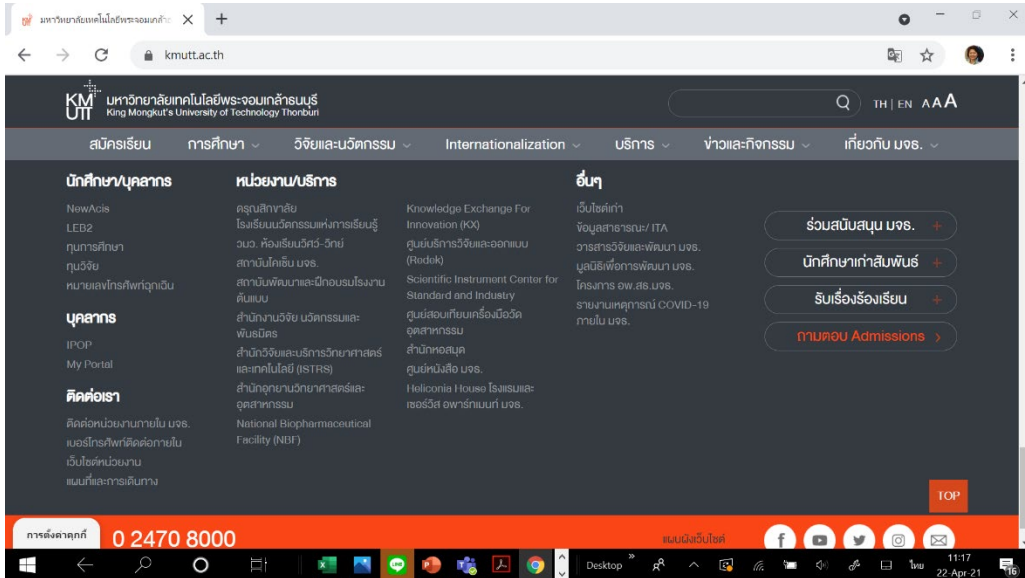 มหาวิทยาลัยเทคโนโลยีพระจอมเกล้าธ
kmutt.ac.th
KMUTT
มหาวิทยาลัยเทคโนโลยีพระจอมเกล้าธนบุรี
King Mongkut's University of Technology Thonburi
TH | EN A A A
สมัครเรียน การศึกษา วิจัยและนวัตกรรม Internationalization บริการ ข่าวและกิจกรรม เกี่ยวกับ มจธ.
นักศึกษา/บุคลากร
NewAcis
LEB2
ทุนการศึกษา
ทุนวิจัย
หมายเลขโทรศัพท์ฉุกเฉิน
บุคลากร
IPOP
My Portal
ติดต่อเรา
ติดต่อหน่วยงานภายใน มจธ.
เบอร์โทรศัพท์ติดต่อภายใน
เว็บไซต์หน่วยงาน
แผนที่และการเดินทาง
หน่วยงาน/บริการ
ดรุณสิกขาลัย
โรงเรียนนวัตกรรมแห่งการเรียนรู้
วมว. ห้องเรียนวิศว์-วิทย์
สถาบันโคเซ็น มจธ.
สถาบันพัฒนาและฝึกอบรมโรงงาน
ต้นแบบ
สำนักงานวิจัย นวัตกรรมและ
พันธมิตร
สำนักวิจัยและบริการวิทยาศาสตร์
และเทคโนโลยี (ISTRS)
สำนักอุทยานวิทยาศาสตร์และ
อุตสาหกรรม
National Biopharmaceutical
Facility (NBF)
Knowledge Exchange For
Innovation (KX)
ศูนย์บริการวิจัยและออกแบบ
(Redek)
Scientific Instrument Center for
Standard and Industry
ศูนย์สอบเทียบเครื่องมือวัด
อุตสาหกรรม
สำนักหอสมุด
ศูนย์หนังสือ มจธ.
Heliconia House โรงแรมและ
เซอร์วิส อพาร์ทเมนท์ มจธ.
อื่นๆ
เว็บไซต์เก่า
ข้อมูลสาธารณะ/ ITA
วารสารวิจัยและพัฒนา มจธ.
มูลนิธิเพื่อการพัฒนา มจธ.
โครงการ อพ.สธ.มจธ.
รายงานเหตุการณ์ COVID-19
ภายใน มจธ.
ร่วมสนับสนุน มจธ. +
นักศึกษาเก่าสัมพันธ์ +
รับเรื่องร้องเรียน +
ถามตอบ Admissions >
TOP
การตั้งค่าคุกกี้
0 2470 8000
แผนผังเว็บไซต์
Desktop
ไทย
11:17
22-Apr-21
16